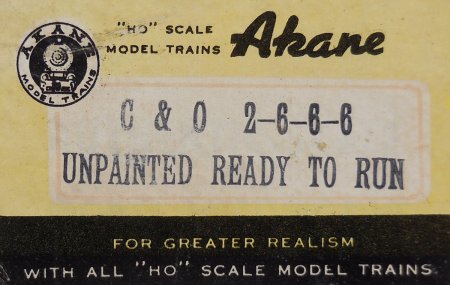 AKANE
MODEL TRAINS
"HO" SCALE
MODEL TRAINS
Akane
C & O 2-6-6-6
UNPAINTED READY TO RUN
FOR GREATER REALISM
WITH ALL "HO" SCALE MODEL TRAINS